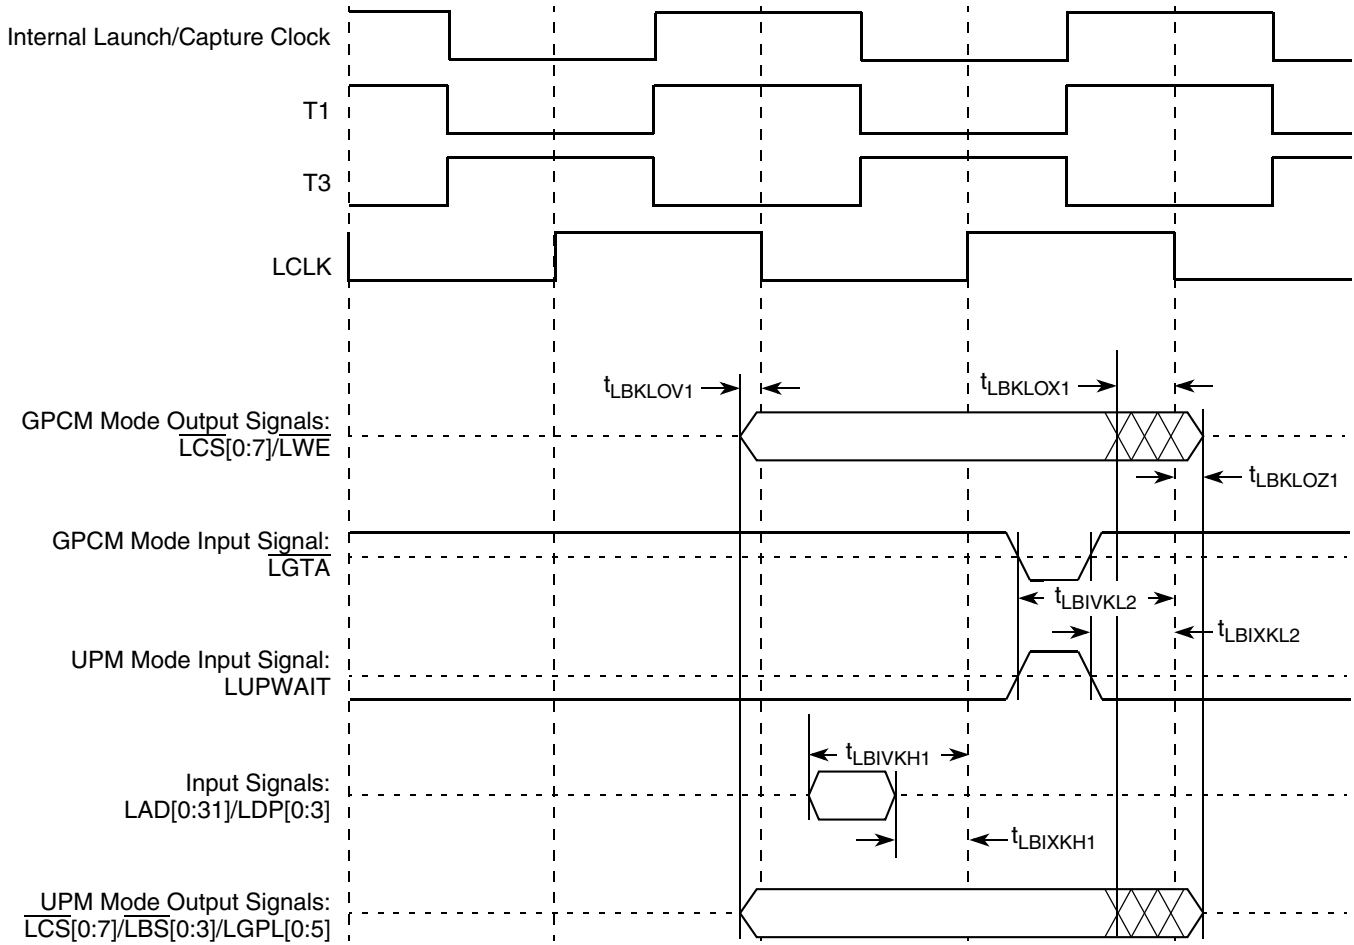 Internal Launch/Capture Clock
T1
T3
LCLK
tLBKLOV1
tLBKLOX1
GPCM Mode Output Signals:
LCS[0:7]/LWE
tLBKLOZ1
GPCM Mode Input Signal:
LGTA
tLBIVKL2
tLBIXKL2
UPM Mode Input Signal:
LUPWAIT
tLBIVKH1
Input Signals:
LAD[0:31]/LDP[0:3]
tLBIXKH1
UPM Mode Output Signals:
LCS[0:7]/LBS[0:3]/LGPL[0:5]